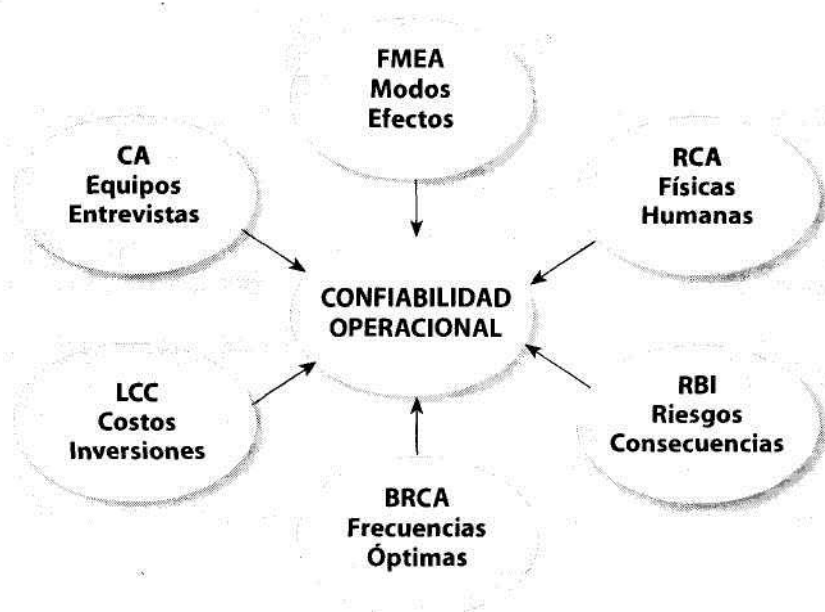 FMEA
Modos
Efectos
CA
Equipos
Entrevistas
RCA
Físicas
Humanas
CONFIABILIDAD
OPERACIONAL
LCC
Costos
Inversiones
RBI
Riesgos
Consecuencias
BRCA
Frecuencias
Óptimas